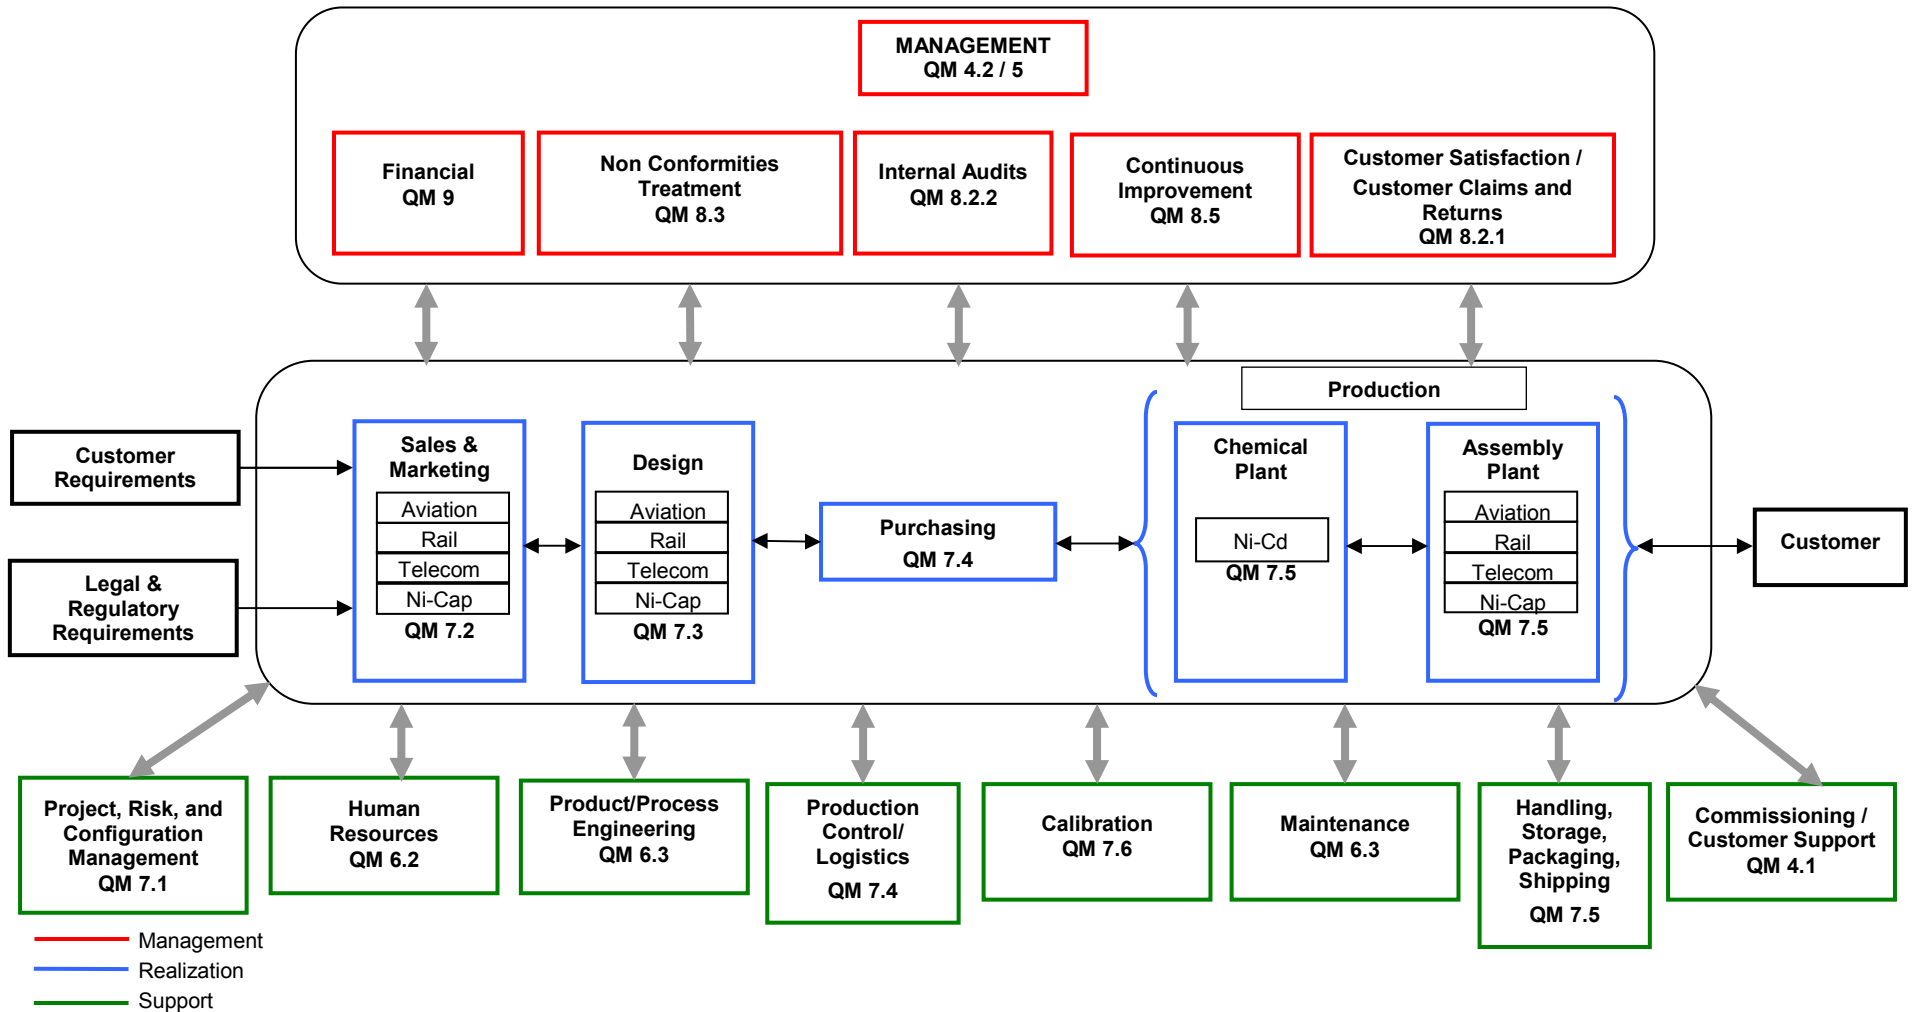 MANAGEMENT
QM 4.2 / 5
Financial
QM 9
Non Conformities
Treatment
QM 8.3
Internal Audits
QM 8.2.2
Continuous
Improvement
QM 8.5
Customer Satisfaction /
Customer Claims and
Returns
QM 8.2.1
Production
Customer
Requirements
Legal &
Regulatory
Requirements
Sales &
Marketing
Aviation
Rail
Telecom
Ni-Cap
QM 7.2
Design
Aviation
Rail
Telecom
Ni-Cap
QM 7.3
Purchasing
QM 7.4
Chemical
Plant
Ni-Cd
QM 7.5
Assembly
Plant
Aviation
Rail
Telecom
Ni-Cap
QM 7.5
Customer
Project, Risk, and
Configuration
Management
QM 7.1
Human
Resources
QM 6.2
Product/Process
Engineering
QM 6.3
Production
Control/
Logistics
QM 7.4
Calibration
QM 7.6
Maintenance
QM 6.3
Handling,
Storage,
Packaging,
Shipping
QM 7.5
Commissioning /
Customer Support
QM 4.1
Management
Realization
Support